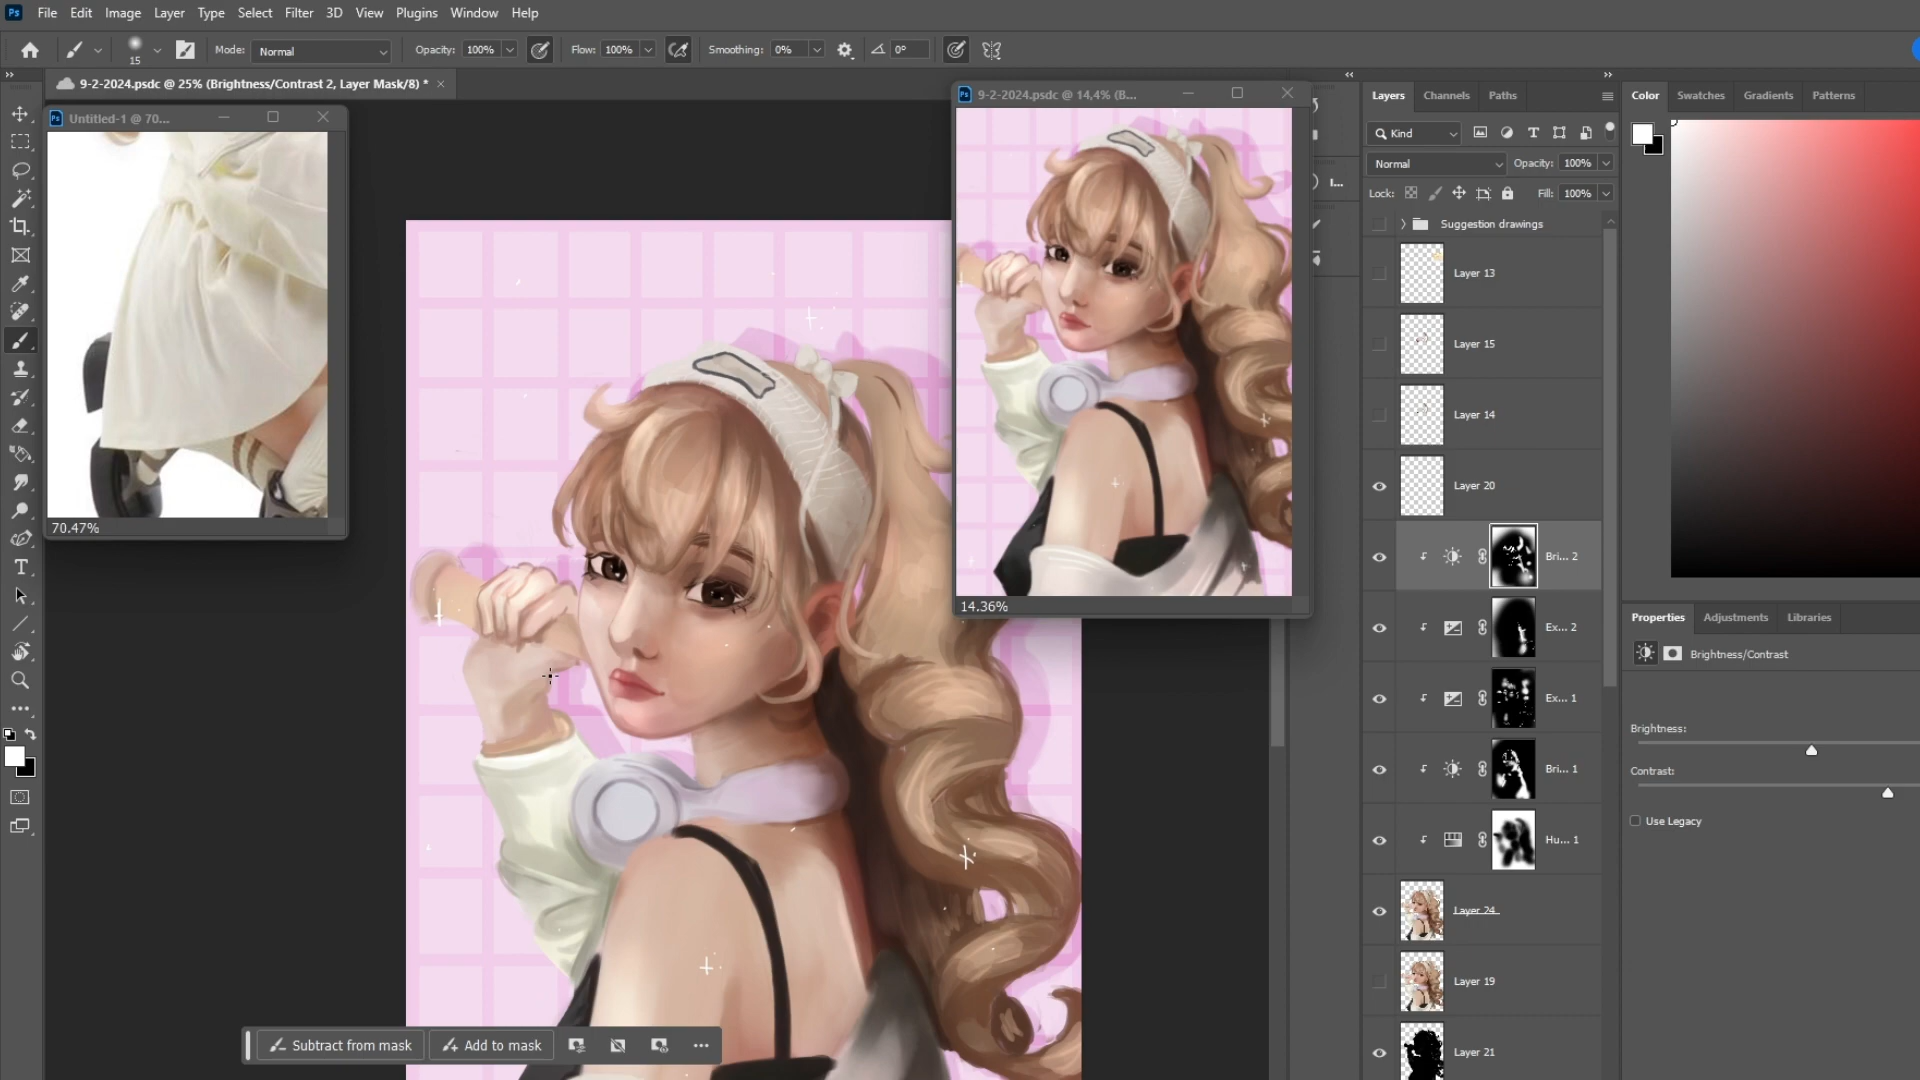 Ps File Edit Image Layer Type Select Filter 3D View Plugins Window Help
15 Mode: Normal Opacity: 100% Flow: 100% Smoothing: 0% 0°
9-2-2024.psdc @ 25% (Brightness/Contrast 2, Layer Mask/8) * ×
Ps Untitled-1 @ 70...
70.47%
Ps 9-2-2024.psdc @ 14,4% (B...
14.36%
Subtract from mask Add to mask
Layers Channels Paths
Kind
Normal Opacity: 100%
Lock: Fill: 100%
Suggestion drawings
Layer 13
Layer 15
Layer 14
Layer 20
Bri... 2
Ex... 2
Ex... 1
Bri... 1
Hu... 1
Layer 24
Layer 19
Layer 21
Color Swatches Gradients Patterns
Properties Adjustments Libraries
Brightness/Contrast
Brightness:
Contrast:
Use Legacy